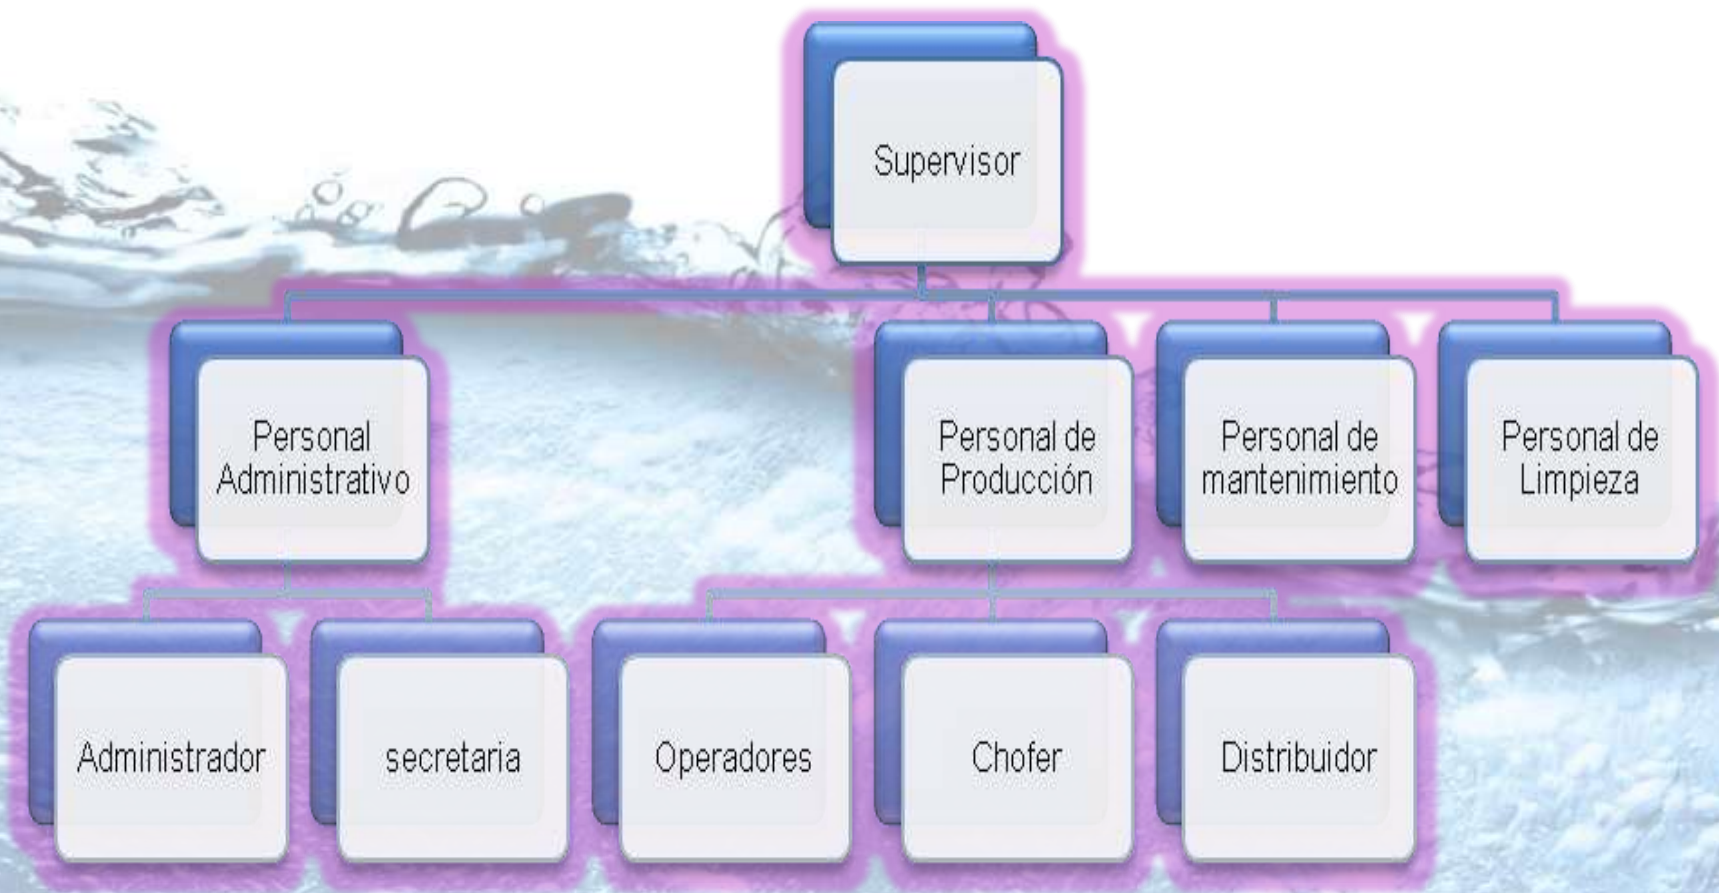 Supervisor
Personal
Administrativo
Personal de
Producción
Personal de
mantenimiento
Personal de
Limpieza
Administrador
secretaria
Operadores
Chofer
Distribuidor